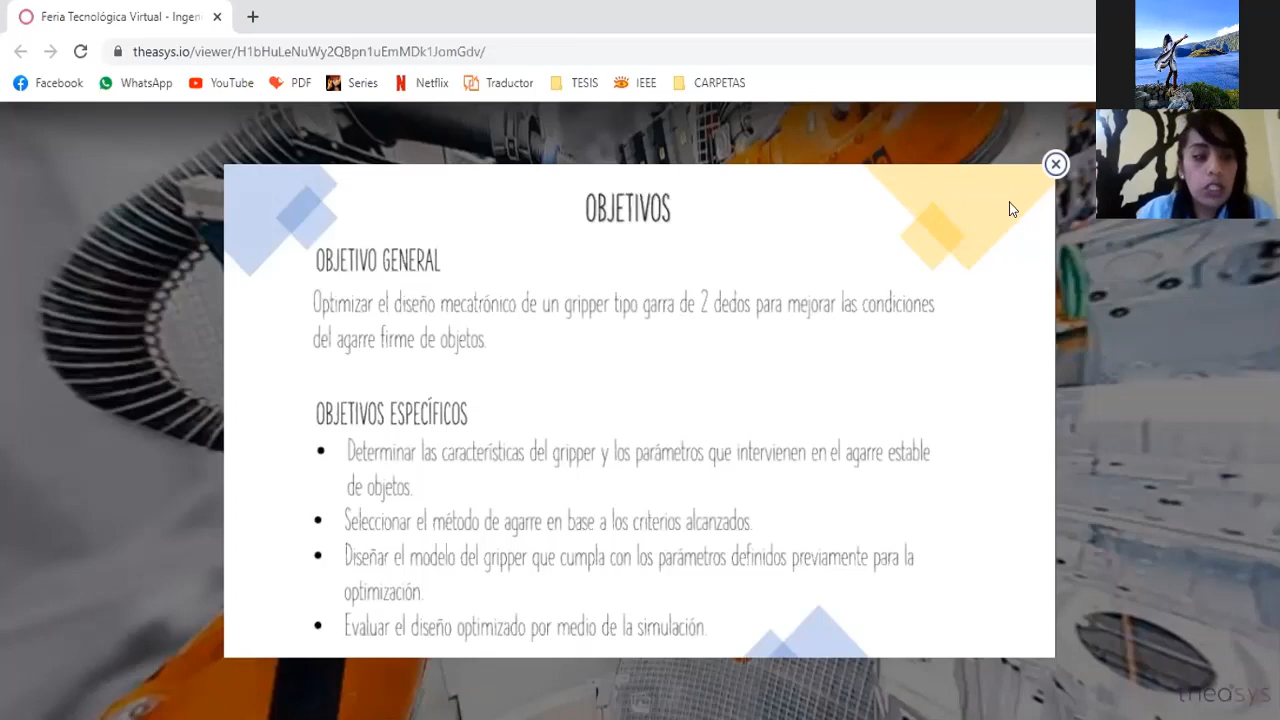 Feria Tecnológica Virtual - Ingen
theasys.io/viewer/H1bHuLeNuWy2QBpn1uEmMDk1JomGdv/
Facebook WhatsApp YouTube PDF Series Netflix Traductor TESIS IEEE CARPETAS
OBJETIVOS
OBJETIVO GENERAL
Optimizar el diseño mecatrónico de un gripper tipo garra de 2 dedos para mejorar las condiciones
del agarre firme de objetos.
OBJETIVOS ESPECÍFICOS
• Determinar las características del gripper y los parámetros que intervienen en el agarre estable
de objetos.
• Seleccionar el método de agarre en base a los criterios alcanzados.
• Diseñar el modelo del gripper que cumpla con los parámetros definidos previamente para la
optimización.
• Evaluar el diseño optimizado por medio de la simulación.
theasys